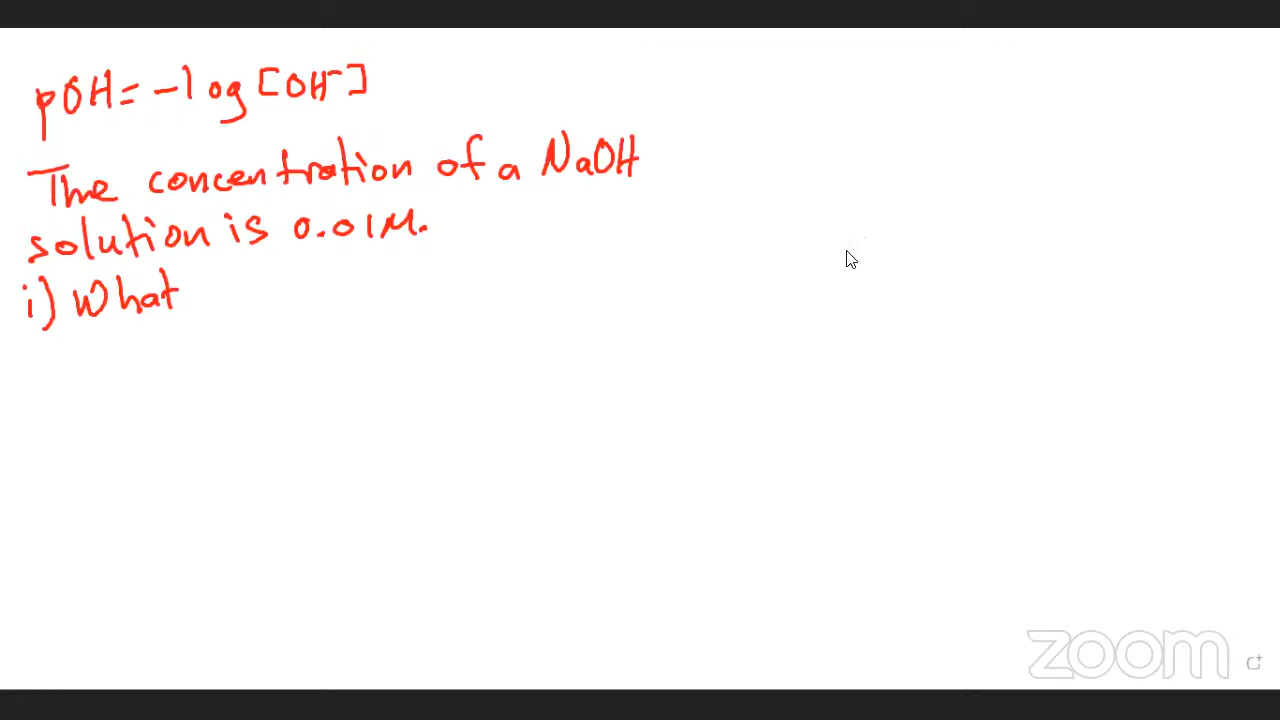 pOH = -log [OH⁻]
The concentration of a NaOH
solution is 0.01M.
i) What
zoom